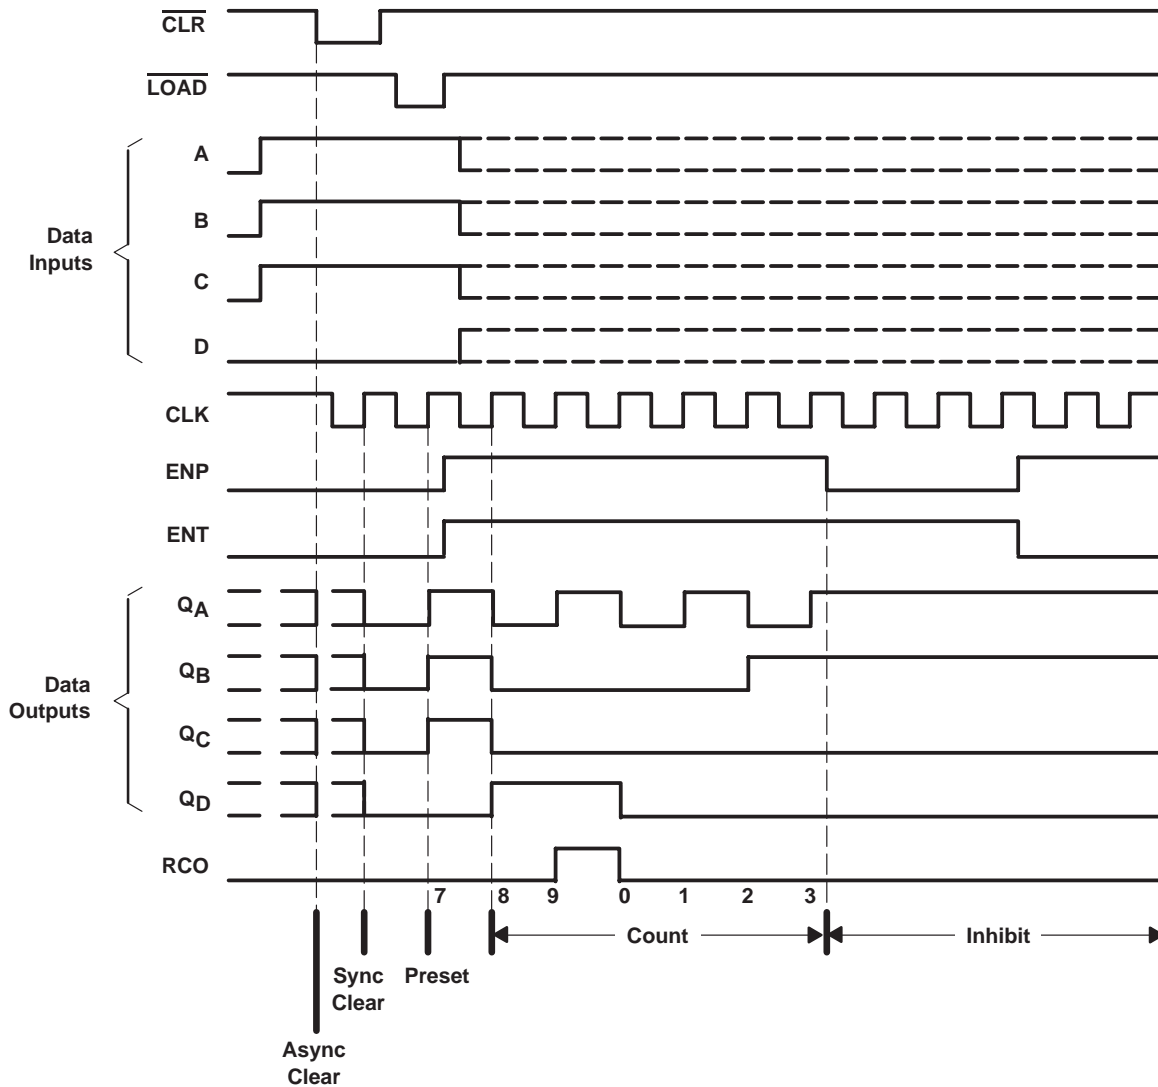 CLR
LOAD
A
B
Data
Inputs
C
D
CLK
ENP
ENT
QA
QB
Data
Outputs
QC
QD
RCO
7 8 9 0 1 2 3
Count Inhibit
Sync
Clear
Preset
Async
Clear